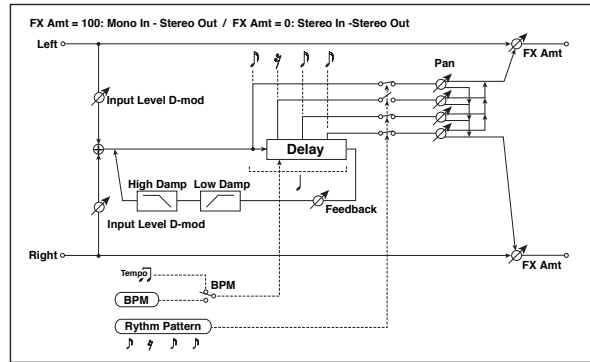 FX Amt = 100: Mono In - Stereo Out / FX Amt = 0: Stereo In -Stereo Out
Left
FX Amt
Pan
Input Level D-mod
Delay
High Damp
Low Damp
Feedback
Input Level D-mod
Right
FX Amt
Tempo
BPM
BPM
Rythm Pattern